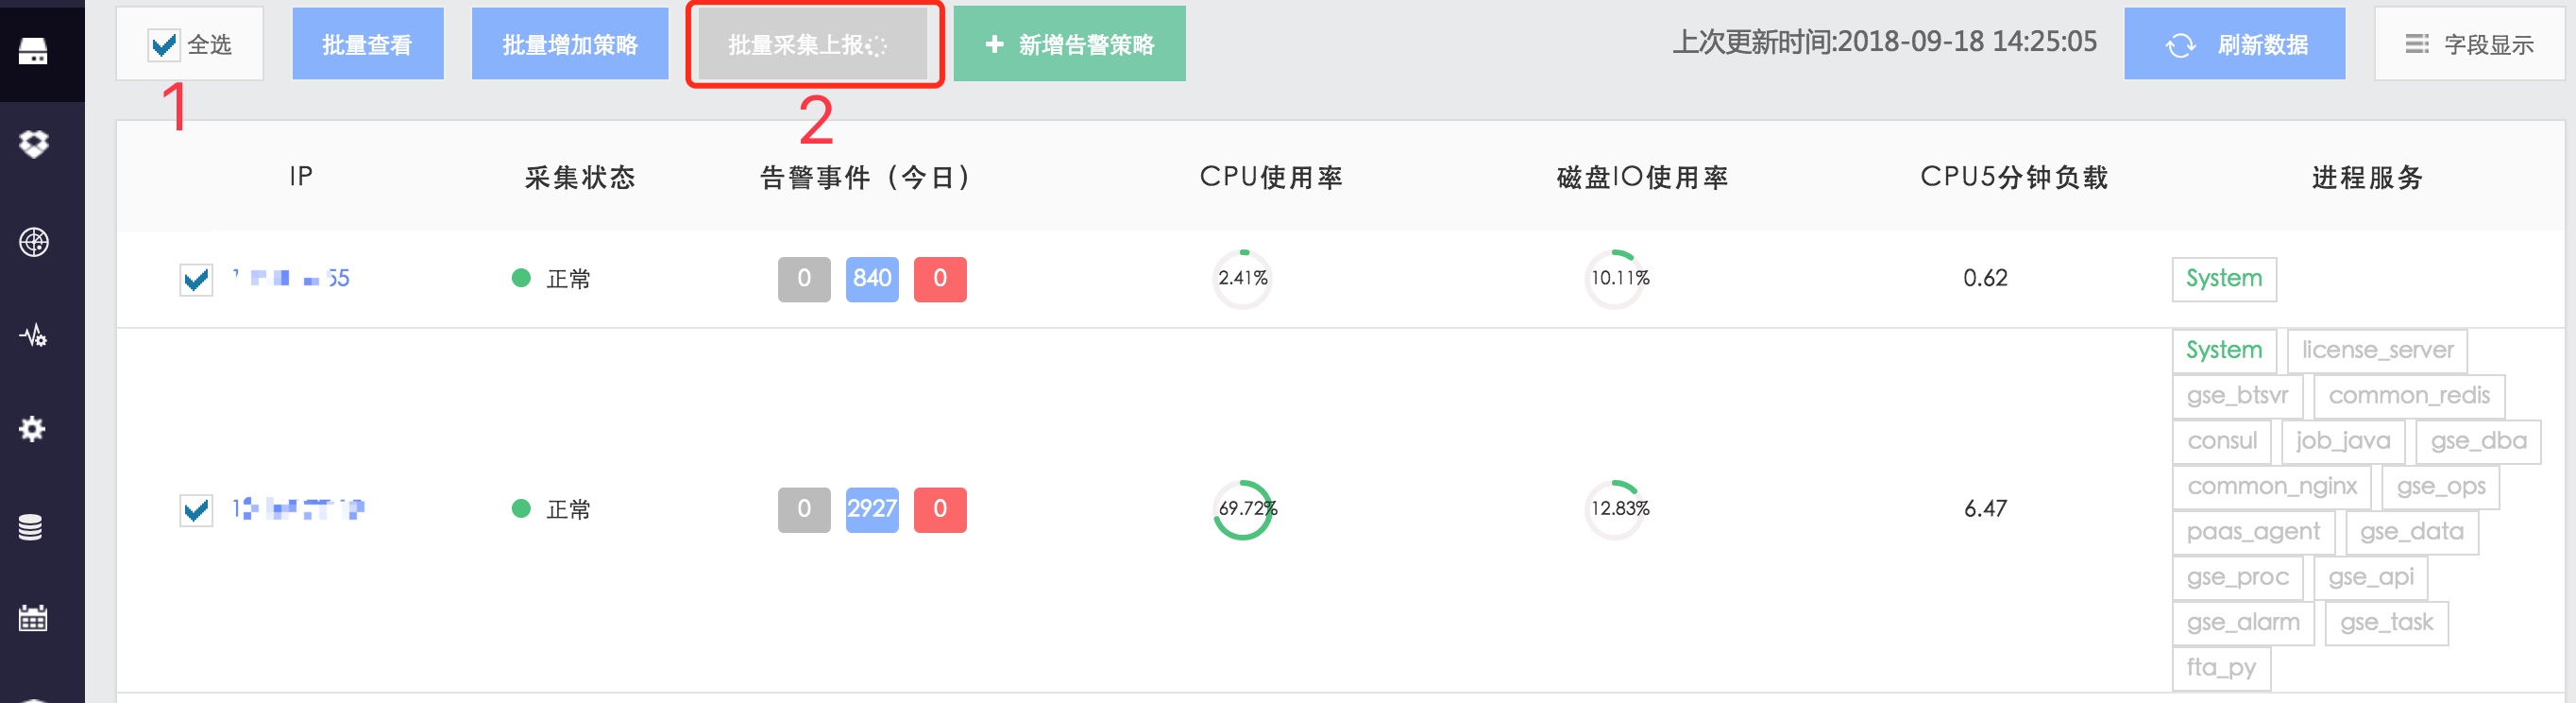 全选 批量查看 批量增加策略 批量采集上报 + 新增告警策略 上次更新时间:2018-09-18 14:25:05 刷新数据 字段显示
1 2
IP 采集状态 告警事件（今日） CPU使用率 磁盘IO使用率 CPU5分钟负载 进程服务
55 正常 0 840 0 2.41% 10.11% 0.62 System
正常 0 2927 0 69.72% 12.83% 6.47
System license_server
gse_btsvr common_redis
consul job_java gse_dba
common_nginx gse_ops
paas_agent gse_data
gse_proc gse_api
gse_alarm gse_task
fta_py